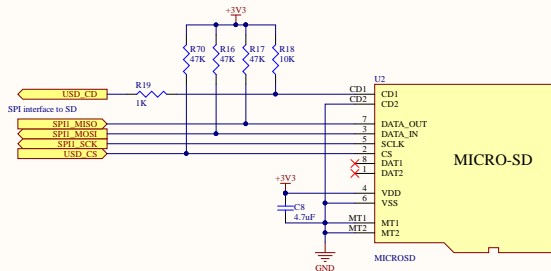 +3V3
R70
47K
R16
47K
R17
47K
R18
10K
R19
1K
USD_CD
SPI interface to SD
SPI1_MISO
SPI1_MOSI
SPI1_SCK
USD_CS
U2
CD1 CD1
CD2 CD2
7 DATA_OUT
3 DATA_IN
5 SCLK
2 CS
8 DAT1
1 DAT2
MICRO-SD
+3V3
4 VDD
6 VSS
C8
4.7uF
MT1 MT1
MT2 MT2
GND
MICROSD